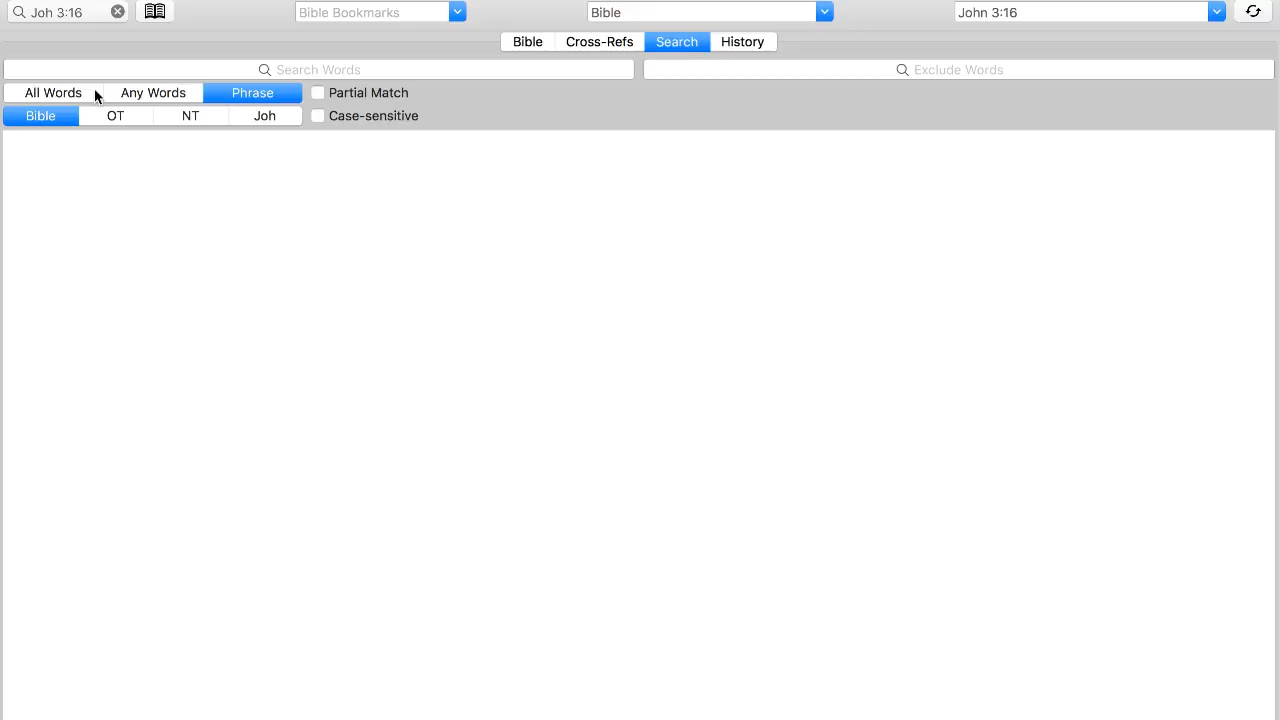 Joh 3:16 Bible Bookmarks Bible John 3:16
Bible Cross-Refs Search History
Search Words Exclude Words
All Words Any Words Phrase Partial Match
Bible OT NT Joh Case-sensitive